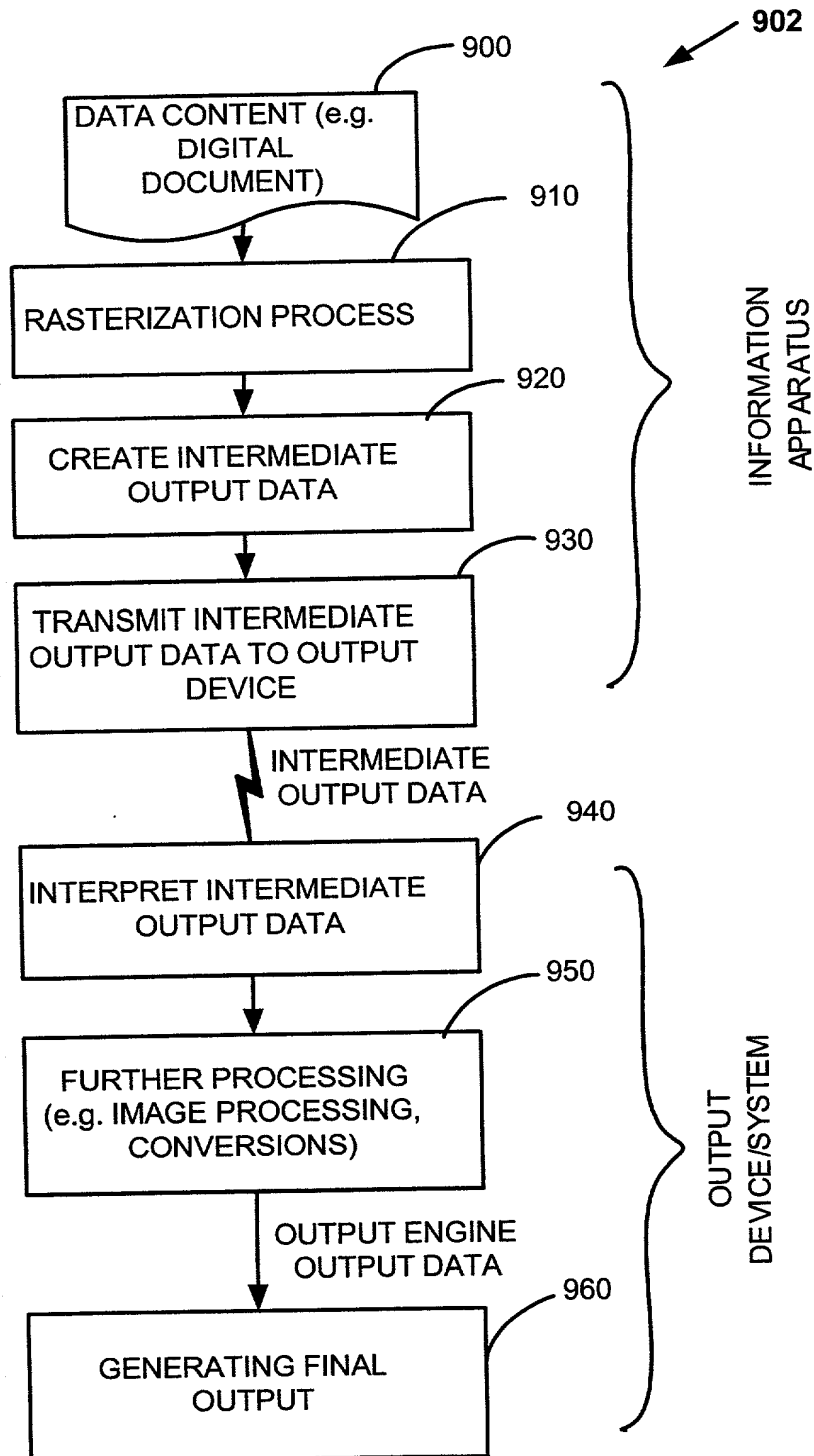 902
900
DATA CONTENT (e.g.
DIGITAL
DOCUMENT)
910
RASTERIZATION PROCESS
920
CREATE INTERMEDIATE
OUTPUT DATA
930
TRANSMIT INTERMEDIATE
OUTPUT DATA TO OUTPUT
DEVICE
INFORMATION
APPARATUS
INTERMEDIATE
OUTPUT DATA
940
INTERPRET INTERMEDIATE
OUTPUT DATA
950
FURTHER PROCESSING
(e.g. IMAGE PROCESSING,
CONVERSIONS)
OUTPUT
DEVICE/SYSTEM
OUTPUT ENGINE
OUTPUT DATA
960
GENERATING FINAL
OUTPUT